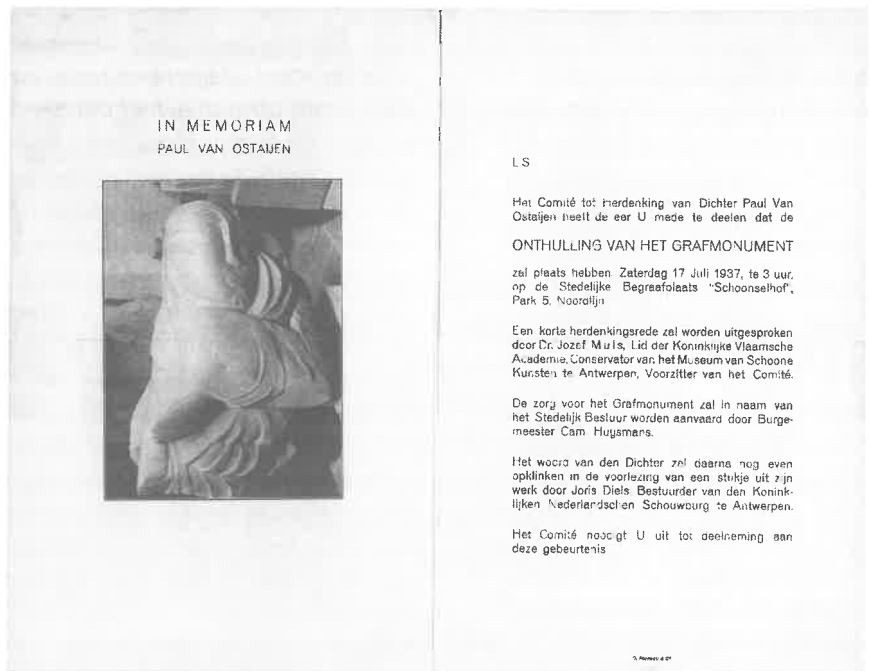 IN MEMORIAM
PAUL VAN OSTAIJEN
LS
Het Comité tot Herdenking van Dichter Paul Van
Ostaijen heeft de eer U mede te deelen dat de
ONTHULLING VAN HET GRAFMONUMENT
zal plaats hebben Zaterdag 17 Juli 1937, te 3 uur,
op de Stedelijke Begraafplaats "Schoonselhof",
Park 5, Noordlijn
Een korte herdenkingsrede zal worden uitgesproken
door Dr. Jozef Muls, Lid der Koninklijke Vlaamsche
Academie, Conservator van het Museum van Schoone
Kunsten te Antwerpen, Voorzitter van het Comité.
De zorg voor het Grafmonument zal in naam van
het Stedelijk Bestuur worden aanvaard door Burge-
meester Cam Huysmans.
Het woord van den Dichter zal daarna nog even
opklinken in de voorlezing van een stukje uit zijn
werk door Joris Diels Bestuurder van den Konink-
lijken Nederlandschen Schouwburg te Antwerpen.
Het Comité noodigt U uit tot deelneming aan
deze gebeurtenis